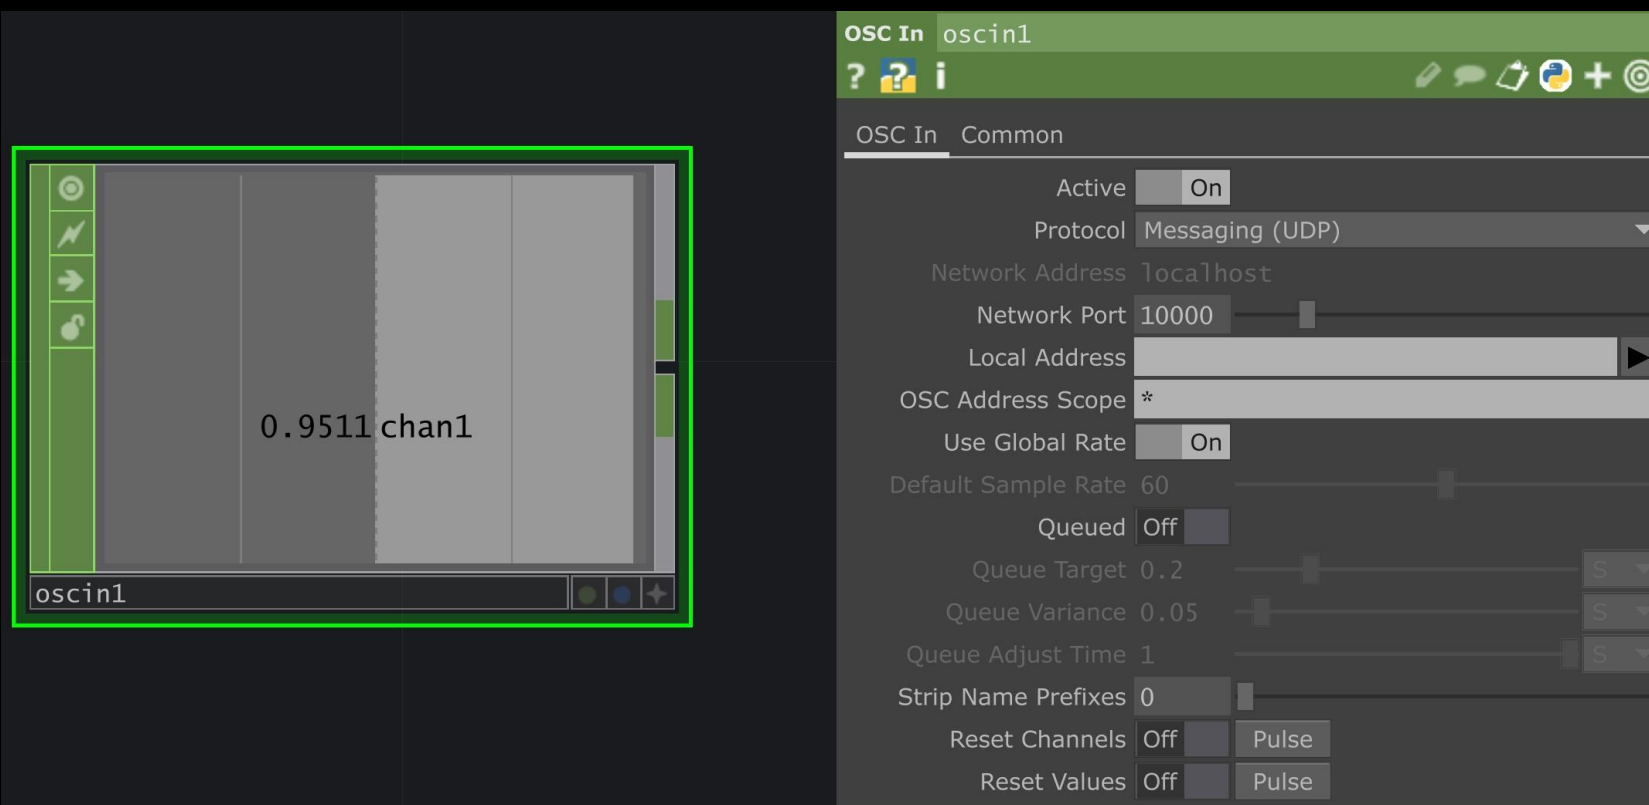 OSC In oscin1
? ? i
OSC In Common
Active On
Protocol Messaging (UDP)
Network Address localhost
Network Port 10000
Local Address
OSC Address Scope *
Use Global Rate On
Default Sample Rate 60
Queued Off
Queue Target 0.2 S
Queue Variance 0.05 S
Queue Adjust Time 1 S
Strip Name Prefixes 0
Reset Channels Off Pulse
Reset Values Off Pulse
0.9511 chan1
oscin1